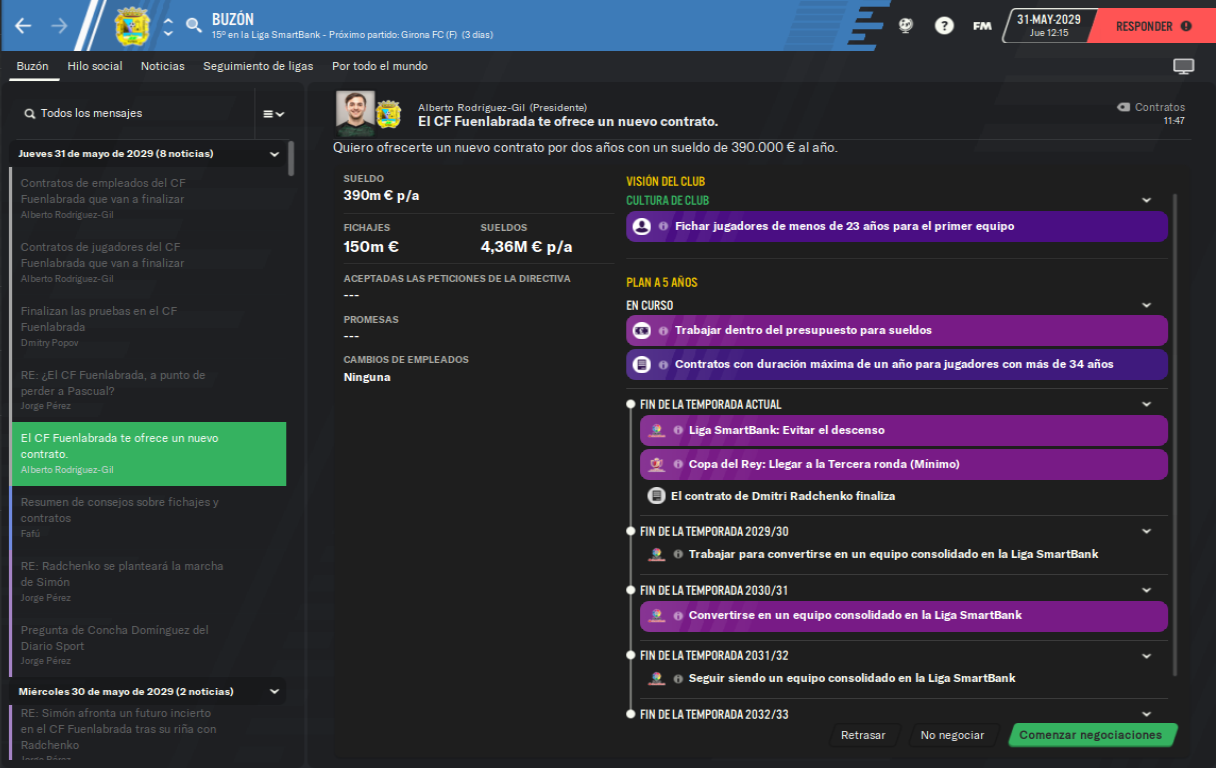 BUZÓN
15º en la Liga SmartBank - Próximo partido: Girona FC (F) (3 días)
FM
31-MAY-2029
Jue 12:15
RESPONDER
Buzón
Hilo social
Noticias
Seguimiento de ligas
Por todo el mundo
Todos los mensajes
Jueves 31 de mayo de 2029 (8 noticias)
Contratos de empleados del CF
Fuenlabrada que van a finalizar
Alberto Rodríguez-Gil
Contratos de jugadores del CF
Fuenlabrada que van a finalizar
Alberto Rodríguez-Gil
Finalizan las pruebas en el CF
Fuenlabrada
Dmitry Popov
RE: ¿El CF Fuenlabrada, a punto de
perder a Pascual?
Jorge Pérez
El CF Fuenlabrada te ofrece un nuevo
contrato.
Alberto Rodríguez-Gil
Resumen de consejos sobre fichajes y
contratos
Fafú
RE: Radchenko se planteará la marcha
de Simón
Jorge Pérez
Pregunta de Concha Domínguez del
Diario Sport
Jorge Pérez
Miércoles 30 de mayo de 2029 (2 noticias)
RE: Simón afronta un futuro incierto
en el CF Fuenlabrada tras su riña con
Radchenko
Jorge Pérez
Alberto Rodríguez-Gil (Presidente)
El CF Fuenlabrada te ofrece un nuevo contrato.
Contratos
11:47
Quiero ofrecerte un nuevo contrato por dos años con un sueldo de 390.000 € al año.
SUELDO
390m € p/a
FICHAJES
150m €
SUELDOS
4,36M € p/a
ACEPTADAS LAS PETICIONES DE LA DIRECTIVA
---
PROMESAS
---
CAMBIOS DE EMPLEADOS
Ninguna
VISIÓN DEL CLUB
CULTURA DE CLUB
Fichar jugadores de menos de 23 años para el primer equipo
PLAN A 5 AÑOS
EN CURSO
Trabajar dentro del presupuesto para sueldos
Contratos con duración máxima de un año para jugadores con más de 34 años
FIN DE LA TEMPORADA ACTUAL
Liga SmartBank: Evitar el descenso
Copa del Rey: Llegar a la Tercera ronda (Mínimo)
El contrato de Dmitri Radchenko finaliza
FIN DE LA TEMPORADA 2029/30
Trabajar para convertirse en un equipo consolidado en la Liga SmartBank
FIN DE LA TEMPORADA 2030/31
Convertirse en un equipo consolidado en la Liga SmartBank
FIN DE LA TEMPORADA 2031/32
Seguir siendo un equipo consolidado en la Liga SmartBank
FIN DE LA TEMPORADA 2032/33
Retrasar
No negociar
Comenzar negociaciones